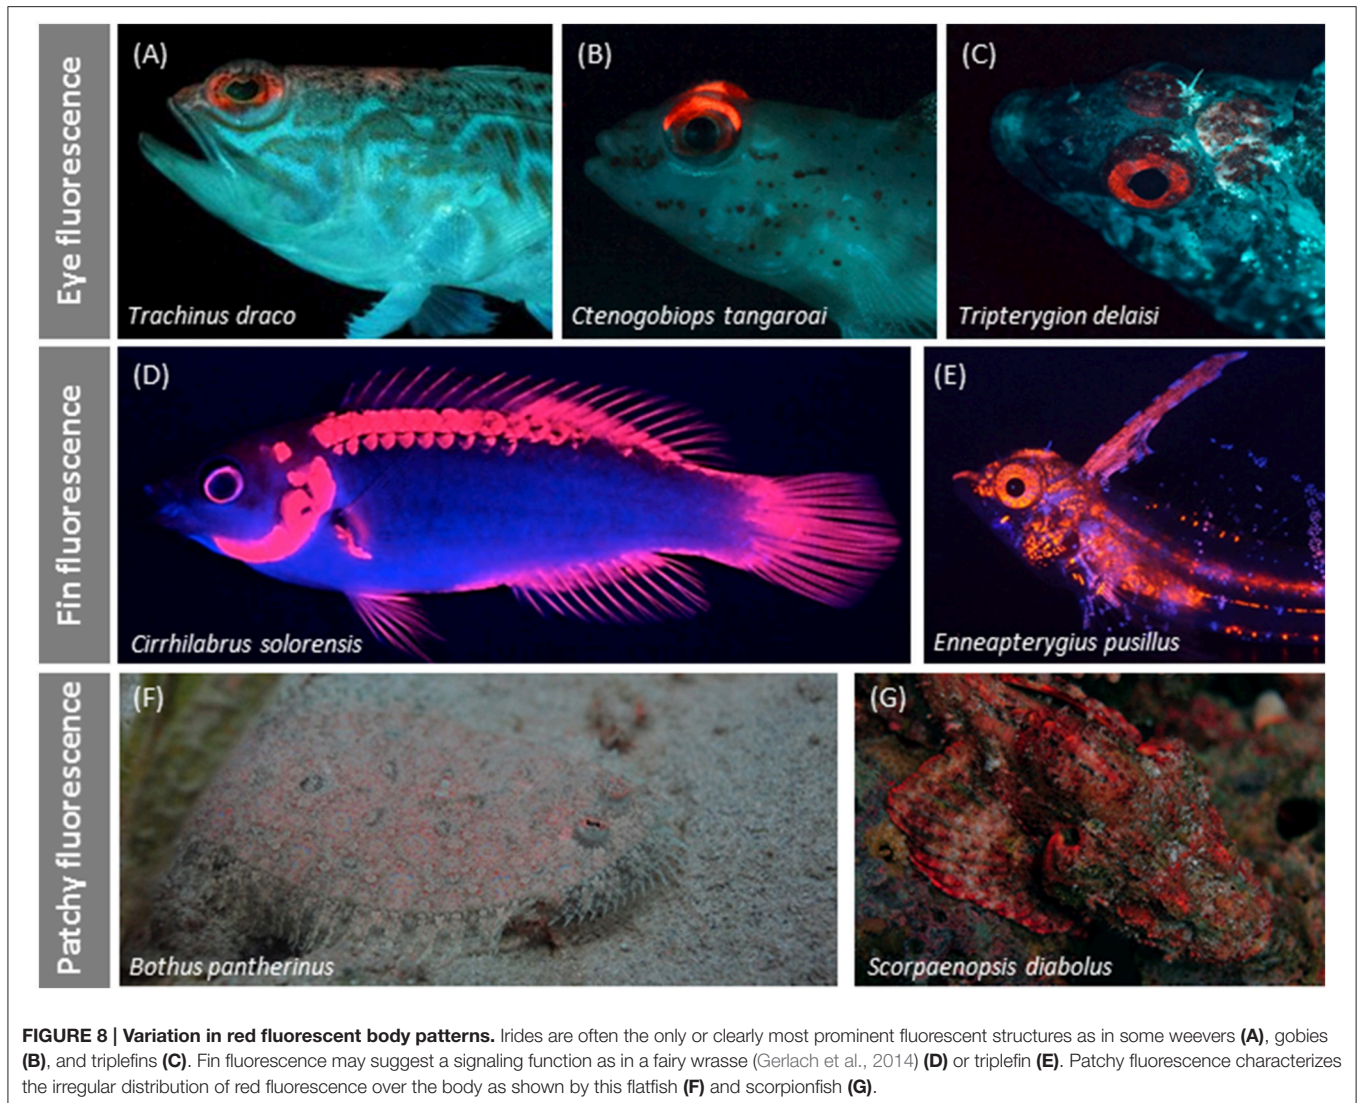 Eye fluorescence
(A)
Trachinus draco
(B)
Ctenogobiops tangaroai
(C)
Tripterygion delaisi
Fin fluorescence
(D)
Cirrhilabrus solorensis
(E)
Enneapterygius pusillus
Patchy fluorescence
(F)
Bothus pantherinus
(G)
Scorpaenopsis diabolus
FIGURE 8 | Variation in red fluorescent body patterns. Irides are often the only or clearly most prominent fluorescent structures as in some weevers (A), gobies
(B), and triplefins (C). Fin fluorescence may suggest a signaling function as in a fairy wrasse (Gerlach et al., 2014) (D) or triplefin (E). Patchy fluorescence characterizes
the irregular distribution of red fluorescence over the body as shown by this flatfish (F) and scorpionfish (G).